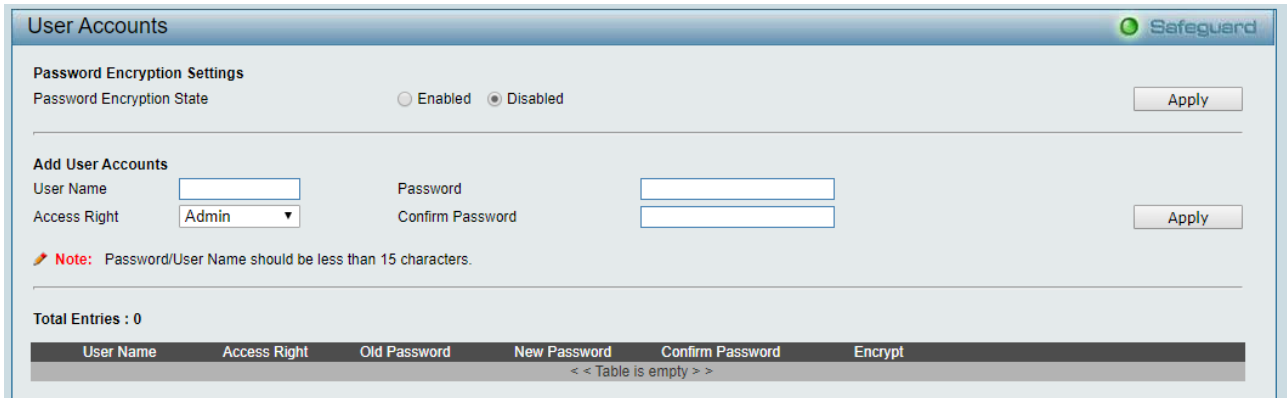 User Accounts
Safeguard
Password Encryption Settings
Password Encryption State Enabled Disabled Apply
Add User Accounts
User Name Password
Access Right Admin Confirm Password Apply
Note: Password/User Name should be less than 15 characters.
Total Entries : 0
User Name Access Right Old Password New Password Confirm Password Encrypt
< < Table is empty > >